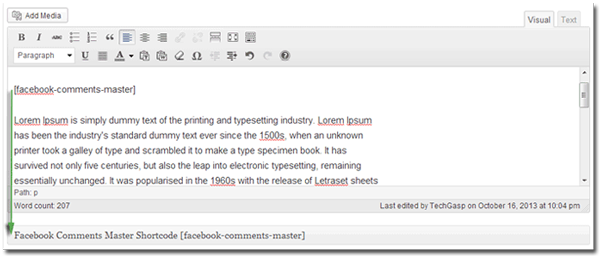 Add Media
Visual Text
B I ABC
Paragraph U A Ω ?
[facebook-comments-master]
Lorem Ipsum is simply dummy text of the printing and typesetting industry. Lorem Ipsum
has been the industry's standard dummy text ever since the 1500s, when an unknown
printer took a galley of type and scrambled it to make a type specimen book. It has
survived not only five centuries, but also the leap into electronic typesetting, remaining
essentially unchanged. It was popularised in the 1960s with the release of Letraset sheets
Path: p
Word count: 207 Last edited by TechGasp on October 16, 2013 at 10:04 pm
Facebook Comments Master Shortcode [facebook-comments-master]